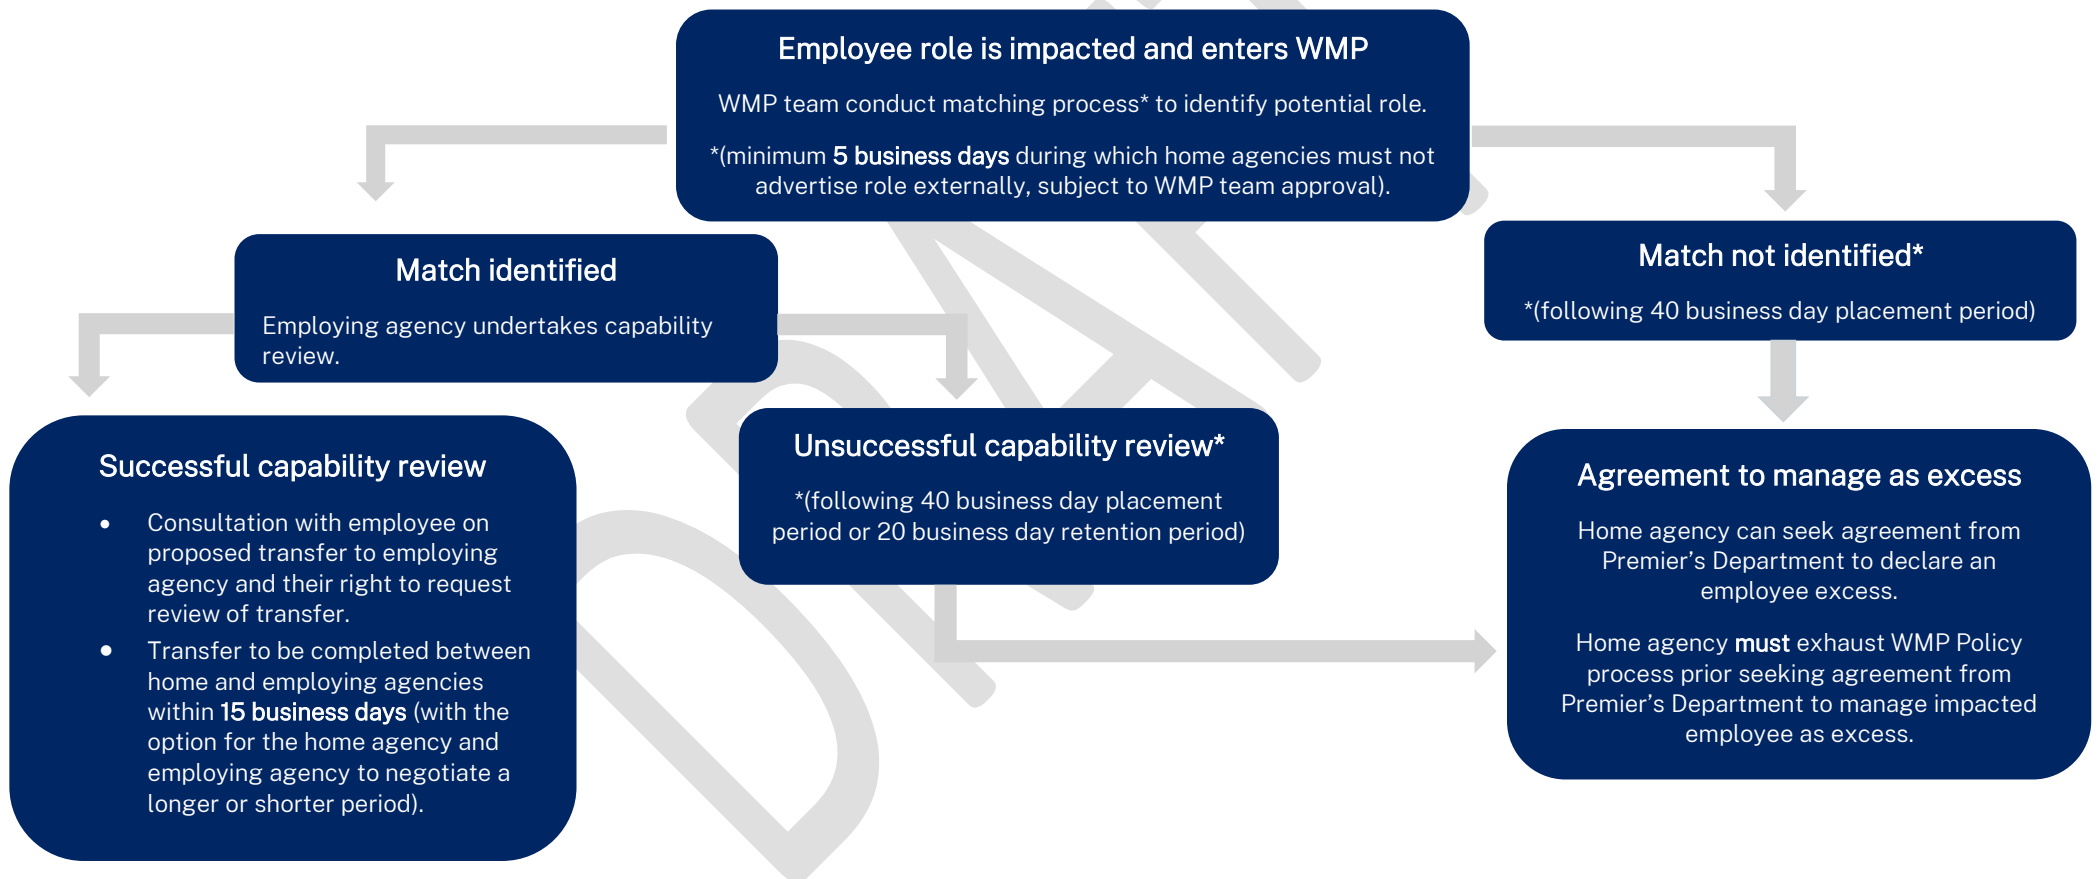 Employee role is impacted and enters WMP
WMP team conduct matching process* to identify potential role.
*(minimum 5 business days during which home agencies must not
advertise role externally, subject to WMP team approval).
Match identified
Employing agency undertakes capability
review.
Match not identified*
*(following 40 business day placement period)
Successful capability review
• Consultation with employee on
proposed transfer to employing
agency and their right to request
review of transfer.
• Transfer to be completed between
home and employing agencies
within 15 business days (with the
option for the home agency and
employing agency to negotiate a
longer or shorter period).
Unsuccessful capability review*
*(following 40 business day placement
period or 20 business day retention period)
Agreement to manage as excess
Home agency can seek agreement from
Premier’s Department to declare an
employee excess.
Home agency must exhaust WMP Policy
process prior seeking agreement from
Premier’s Department to manage impacted
employee as excess.
DRAFT